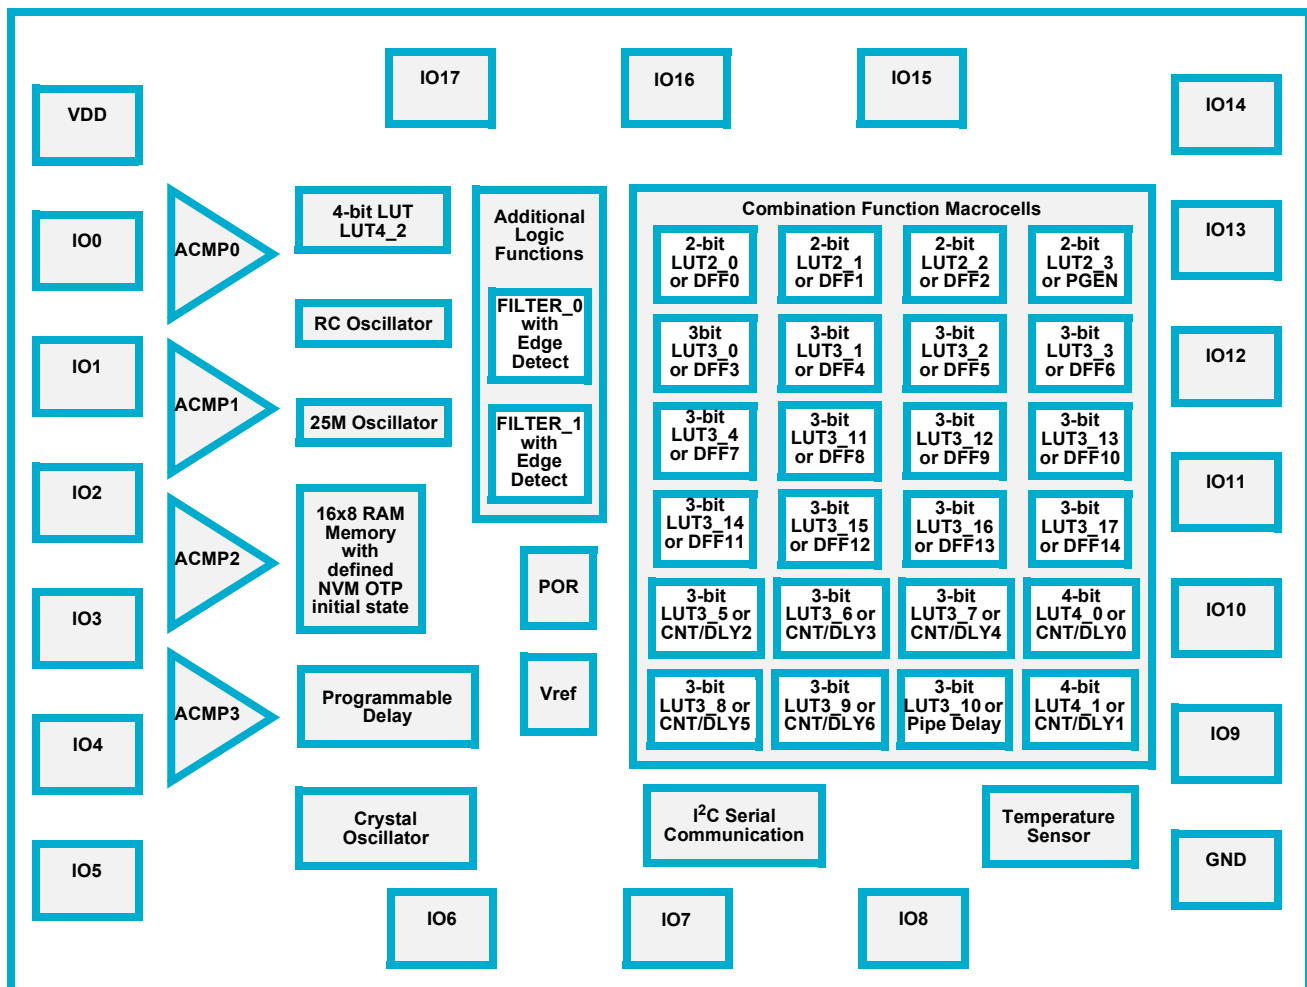 IO17
IO16
IO15
IO14
VDD
IO0
IO1
IO2
IO3
IO4
IO5
ACMP0
ACMP1
ACMP2
ACMP3
4-bit LUT
LUT4_2
RC Oscillator
25M Oscillator
16x8 RAM
Memory
with
defined
NVM OTP
initial state
Programmable
Delay
Crystal
Oscillator
Additional
Logic
Functions
FILTER_0
with
Edge
Detect
FILTER_1
with
Edge
Detect
POR
Vref
Combination Function Macrocells
2-bit
LUT2_0
or DFF0
2-bit
LUT2_1
or DFF1
2-bit
LUT2_2
or DFF2
2-bit
LUT2_3
or PGEN
3bit
LUT3_0
or DFF3
3-bit
LUT3_1
or DFF4
3-bit
LUT3_2
or DFF5
3-bit
LUT3_3
or DFF6
3-bit
LUT3_4
or DFF7
3-bit
LUT3_11
or DFF8
3-bit
LUT3_12
or DFF9
3-bit
LUT3_13
or DFF10
3-bit
LUT3_14
or DFF11
3-bit
LUT3_15
or DFF12
3-bit
LUT3_16
or DFF13
3-bit
LUT3_17
or DFF14
3-bit
LUT3_5 or
CNT/DLY2
3-bit
LUT3_6 or
CNT/DLY3
3-bit
LUT3_7 or
CNT/DLY4
4-bit
LUT4_0 or
CNT/DLY0
3-bit
LUT3_8 or
CNT/DLY5
3-bit
LUT3_9 or
CNT/DLY6
3-bit
LUT3_10 or
Pipe Delay
4-bit
LUT4_1 or
CNT/DLY1
I²C Serial
Communication
Temperature
Sensor
IO13
IO12
IO11
IO10
IO9
GND
IO6
IO7
IO8